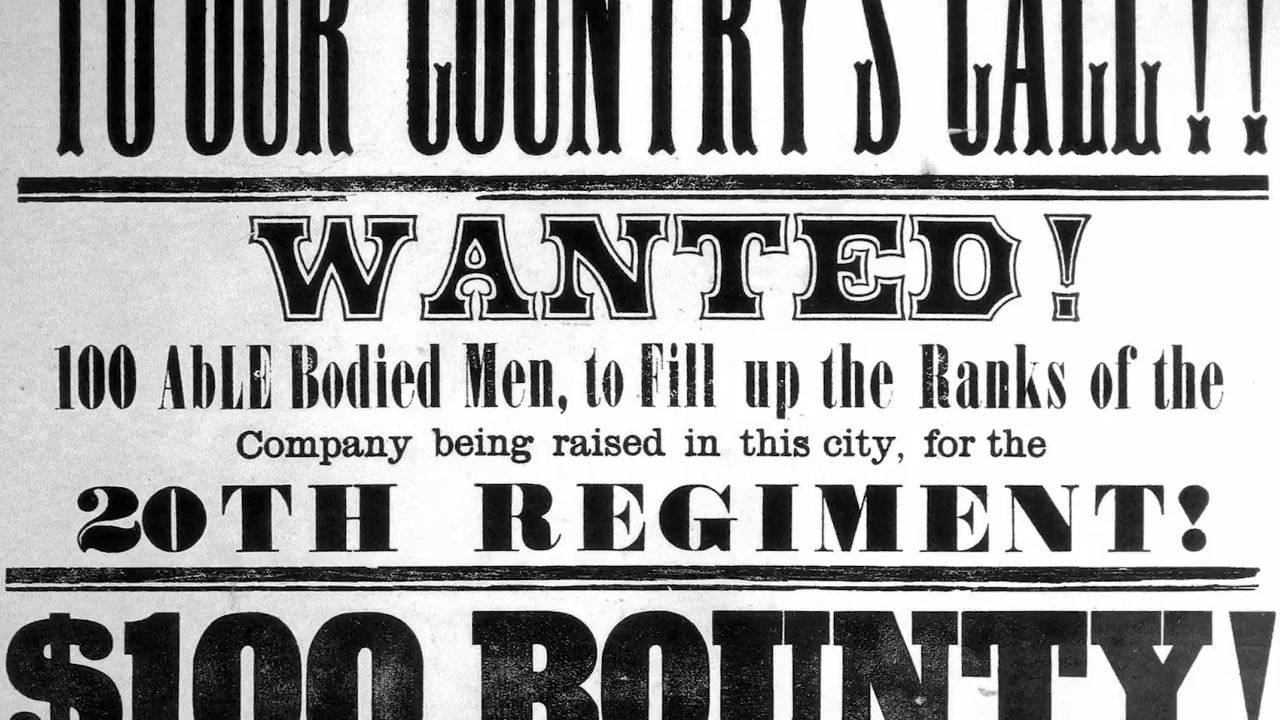 TO OUR COUNTRY'S CALL!!
WANTED!
100 AbLE Bodied Men, to Fill up the Ranks of the
Company being raised in this city, for the
20TH REGIMENT!
$100 BOUNTY!